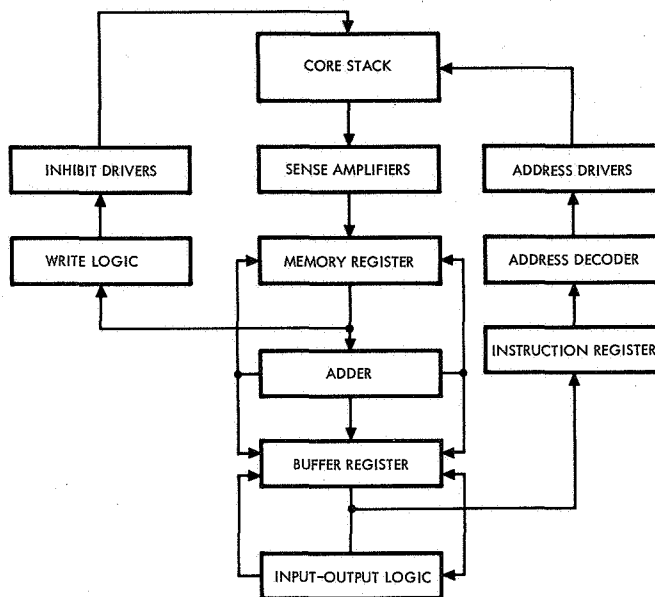 CORE STACK
INHIBIT DRIVERS
SENSE AMPLIFIERS
ADDRESS DRIVERS
WRITE LOGIC
MEMORY REGISTER
ADDRESS DECODER
INSTRUCTION REGISTER
ADDER
BUFFER REGISTER
INPUT-OUTPUT LOGIC